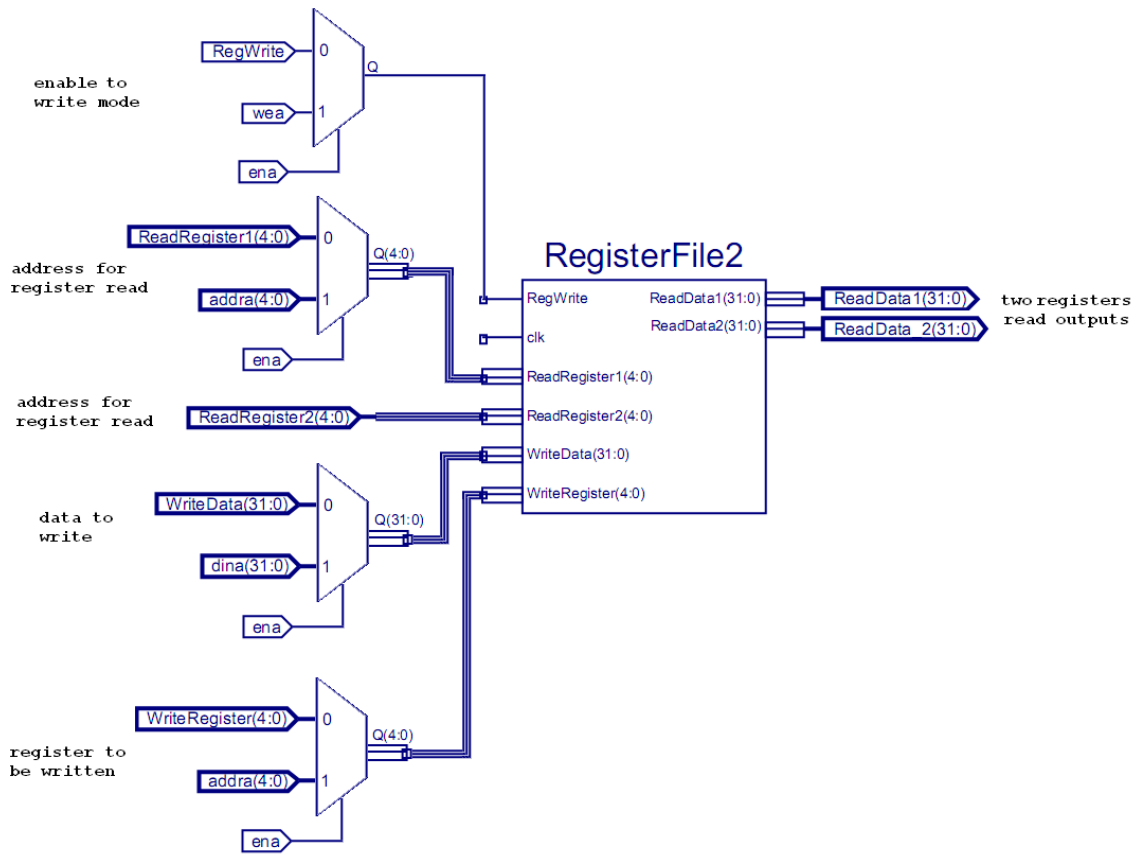 RegWrite
0
Q
enable to
write mode
wea
1
ena
ReadRegister1(4:0)
0
Q(4:0)
address for
register read
addra(4:0)
1
ena
RegisterFile2
RegWrite
ReadData1(31:0)
ReadData1(31:0)
two registers
read outputs
ReadData2(31:0)
ReadData_2(31:0)
clk
ReadRegister1(4:0)
address for
register read
ReadRegister2(4:0)
ReadRegister2(4:0)
WriteData(31:0)
WriteRegister(4:0)
WriteData(31:0)
0
Q(31:0)
data to
write
dina(31:0)
1
ena
WriteRegister(4:0)
0
Q(4:0)
register to
be written
addra(4:0)
1
ena